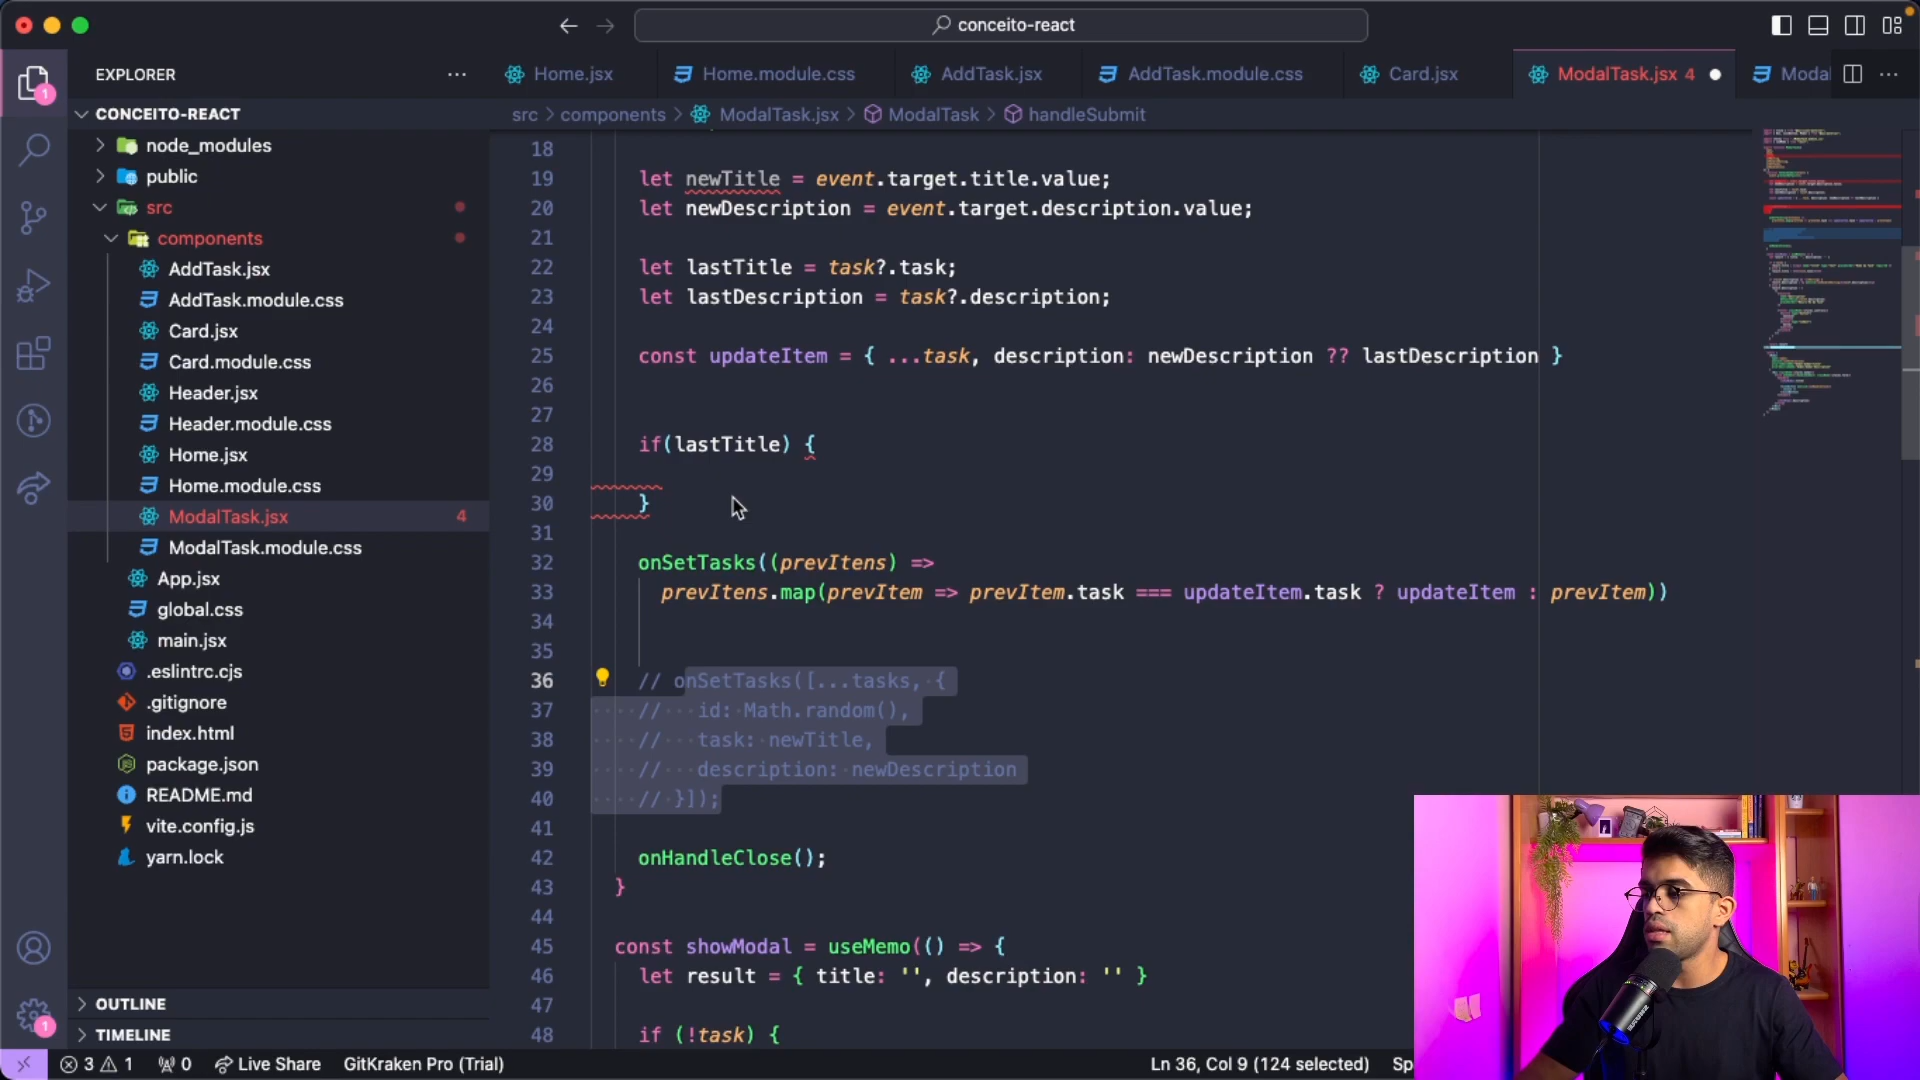 conceito-react
EXPLORER
Home.jsx
Home.module.css
AddTask.jsx
AddTask.module.css
Card.jsx
ModalTask.jsx 4
Modal
src > components > ModalTask.jsx > ModalTask > handleSubmit
CONCEITO-REACT
node_modules
public
src
components
AddTask.jsx
AddTask.module.css
Card.jsx
Card.module.css
Header.jsx
Header.module.css
Home.jsx
Home.module.css
ModalTask.jsx 4
ModalTask.module.css
App.jsx
global.css
main.jsx
.eslintrc.cjs
.gitignore
index.html
package.json
README.md
vite.config.js
yarn.lock
OUTLINE
TIMELINE
1
1
18
19 let newTitle = event.target.title.value;
20 let newDescription = event.target.description.value;
21
22 let lastTitle = task?.task;
23 let lastDescription = task?.description;
24
25 const updateItem = { ...task, description: newDescription ?? lastDescription }
26
27
28 if(lastTitle) {
29
30 }
31
32 onSetTasks((prevItens) =>
33 prevItens.map(prevItem => prevItem.task === updateItem.task ? updateItem : prevItem))
34
35
36 // onSetTasks([...tasks, {
37 // id: Math.random(),
38 // task: newTitle,
39 // description: newDescription
40 // }]);
41
42 onHandleClose();
43 }
44
45 const showModal = useMemo(() => {
46 let result = { title: '', description: '' }
47
48 if (!task) {
3 1 0 Live Share GitKraken Pro (Trial) Ln 36, Col 9 (124 selected) Sp